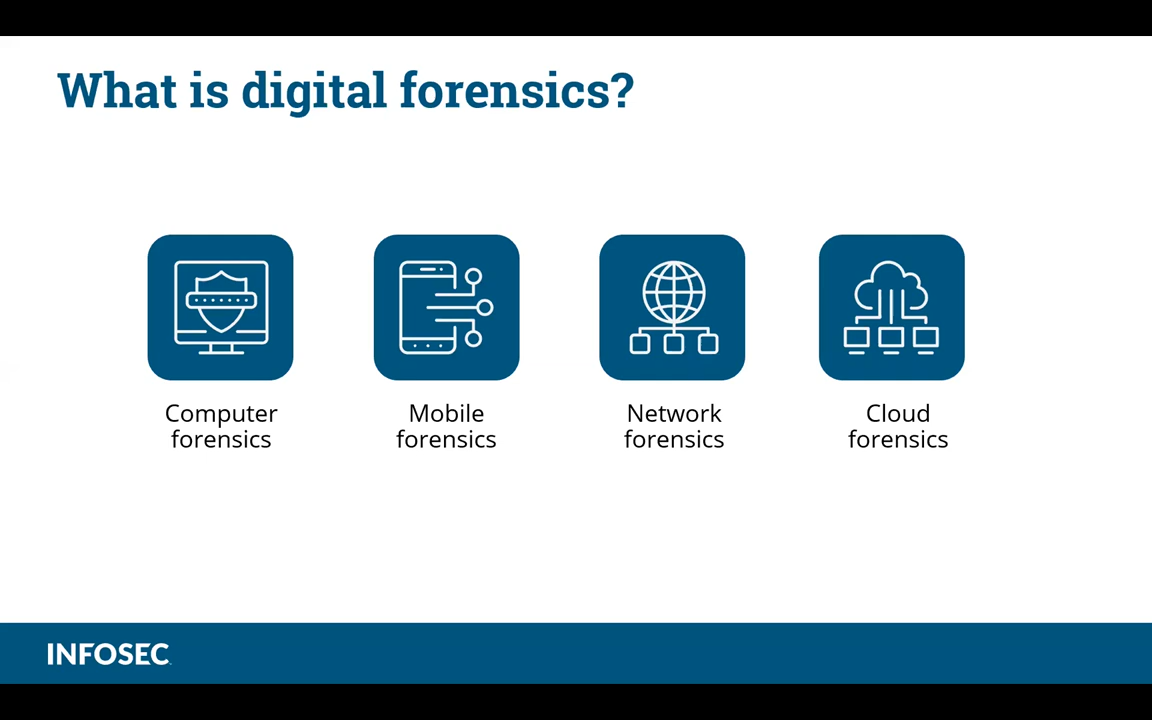 What is digital forensics?
Computer
forensics
Mobile
forensics
Network
forensics
Cloud
forensics
INFOSEC